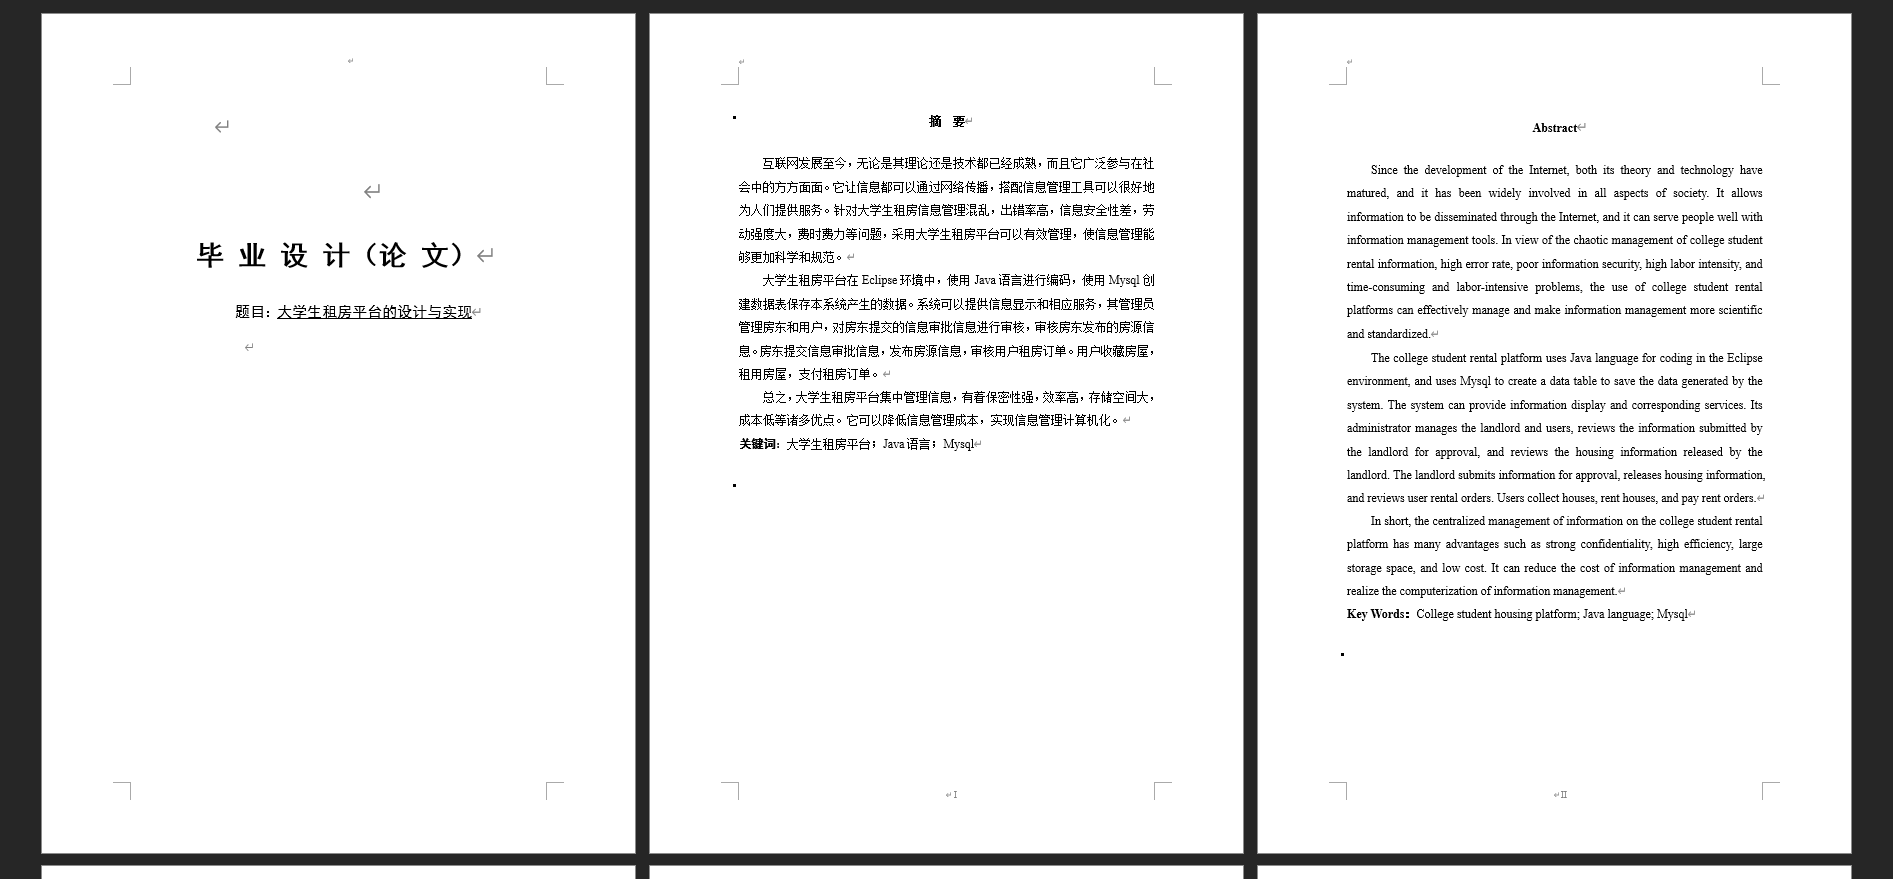 毕 业 设 计（论 文）
题目：大学生租房平台的设计与实现
摘 要
互联网发展至今，无论是其理论还是技术都已经成熟，而且它广泛参与在社
会中的方方面面。它让信息都可以通过网络传播，搭配信息管理工具可以很好地
为人们提供服务。针对大学生租房信息管理混乱，出错率高，信息安全性差，劳
动强度大，费时费力等问题，采用大学生租房平台可以有效管理，使信息管理能
够更加科学和规范。
大学生租房平台在 Eclipse 环境中，使用 Java 语言进行编码，使用 Mysql 创
建数据表保存本系统产生的数据。系统可以提供信息显示和相应服务，其管理员
管理房东和用户，对房东提交的信息审批信息进行审核，审核房东发布的房源信
息。房东提交信息审批信息，发布房源信息，审核用户租房订单。用户收藏房屋，
租用房屋，支付租房订单。
总之，大学生租房平台集中管理信息，有着保密性强，效率高，存储空间大，
成本低等诸多优点。它可以降低信息管理成本，实现信息管理计算机化。
关键词：大学生租房平台；Java 语言；Mysql
I
Abstract
Since the development of the Internet, both its theory and technology have
matured, and it has been widely involved in all aspects of society. It allows
information to be disseminated through the Internet, and it can serve people well with
information management tools. In view of the chaotic management of college student
rental information, high error rate, poor information security, high labor intensity, and
time-consuming and labor-intensive problems, the use of college student rental
platforms can effectively manage and make information management more scientific
and standardized.
The college student rental platform uses Java language for coding in the Eclipse
environment, and uses Mysql to create a data table to save the data generated by the
system. The system can provide information display and corresponding services. Its
administrator manages the landlord and users, reviews the information submitted by
the landlord for approval, and reviews the housing information released by the
landlord. The landlord submits information for approval, releases housing information,
and reviews user rental orders. Users collect houses, rent houses, and pay rent orders.
In short, the centralized management of information on the college student rental
platform has many advantages such as strong confidentiality, high efficiency, large
storage space, and low cost. It can reduce the cost of information management and
realize the computerization of information management.
Key Words：College student housing platform; Java language; Mysql
II